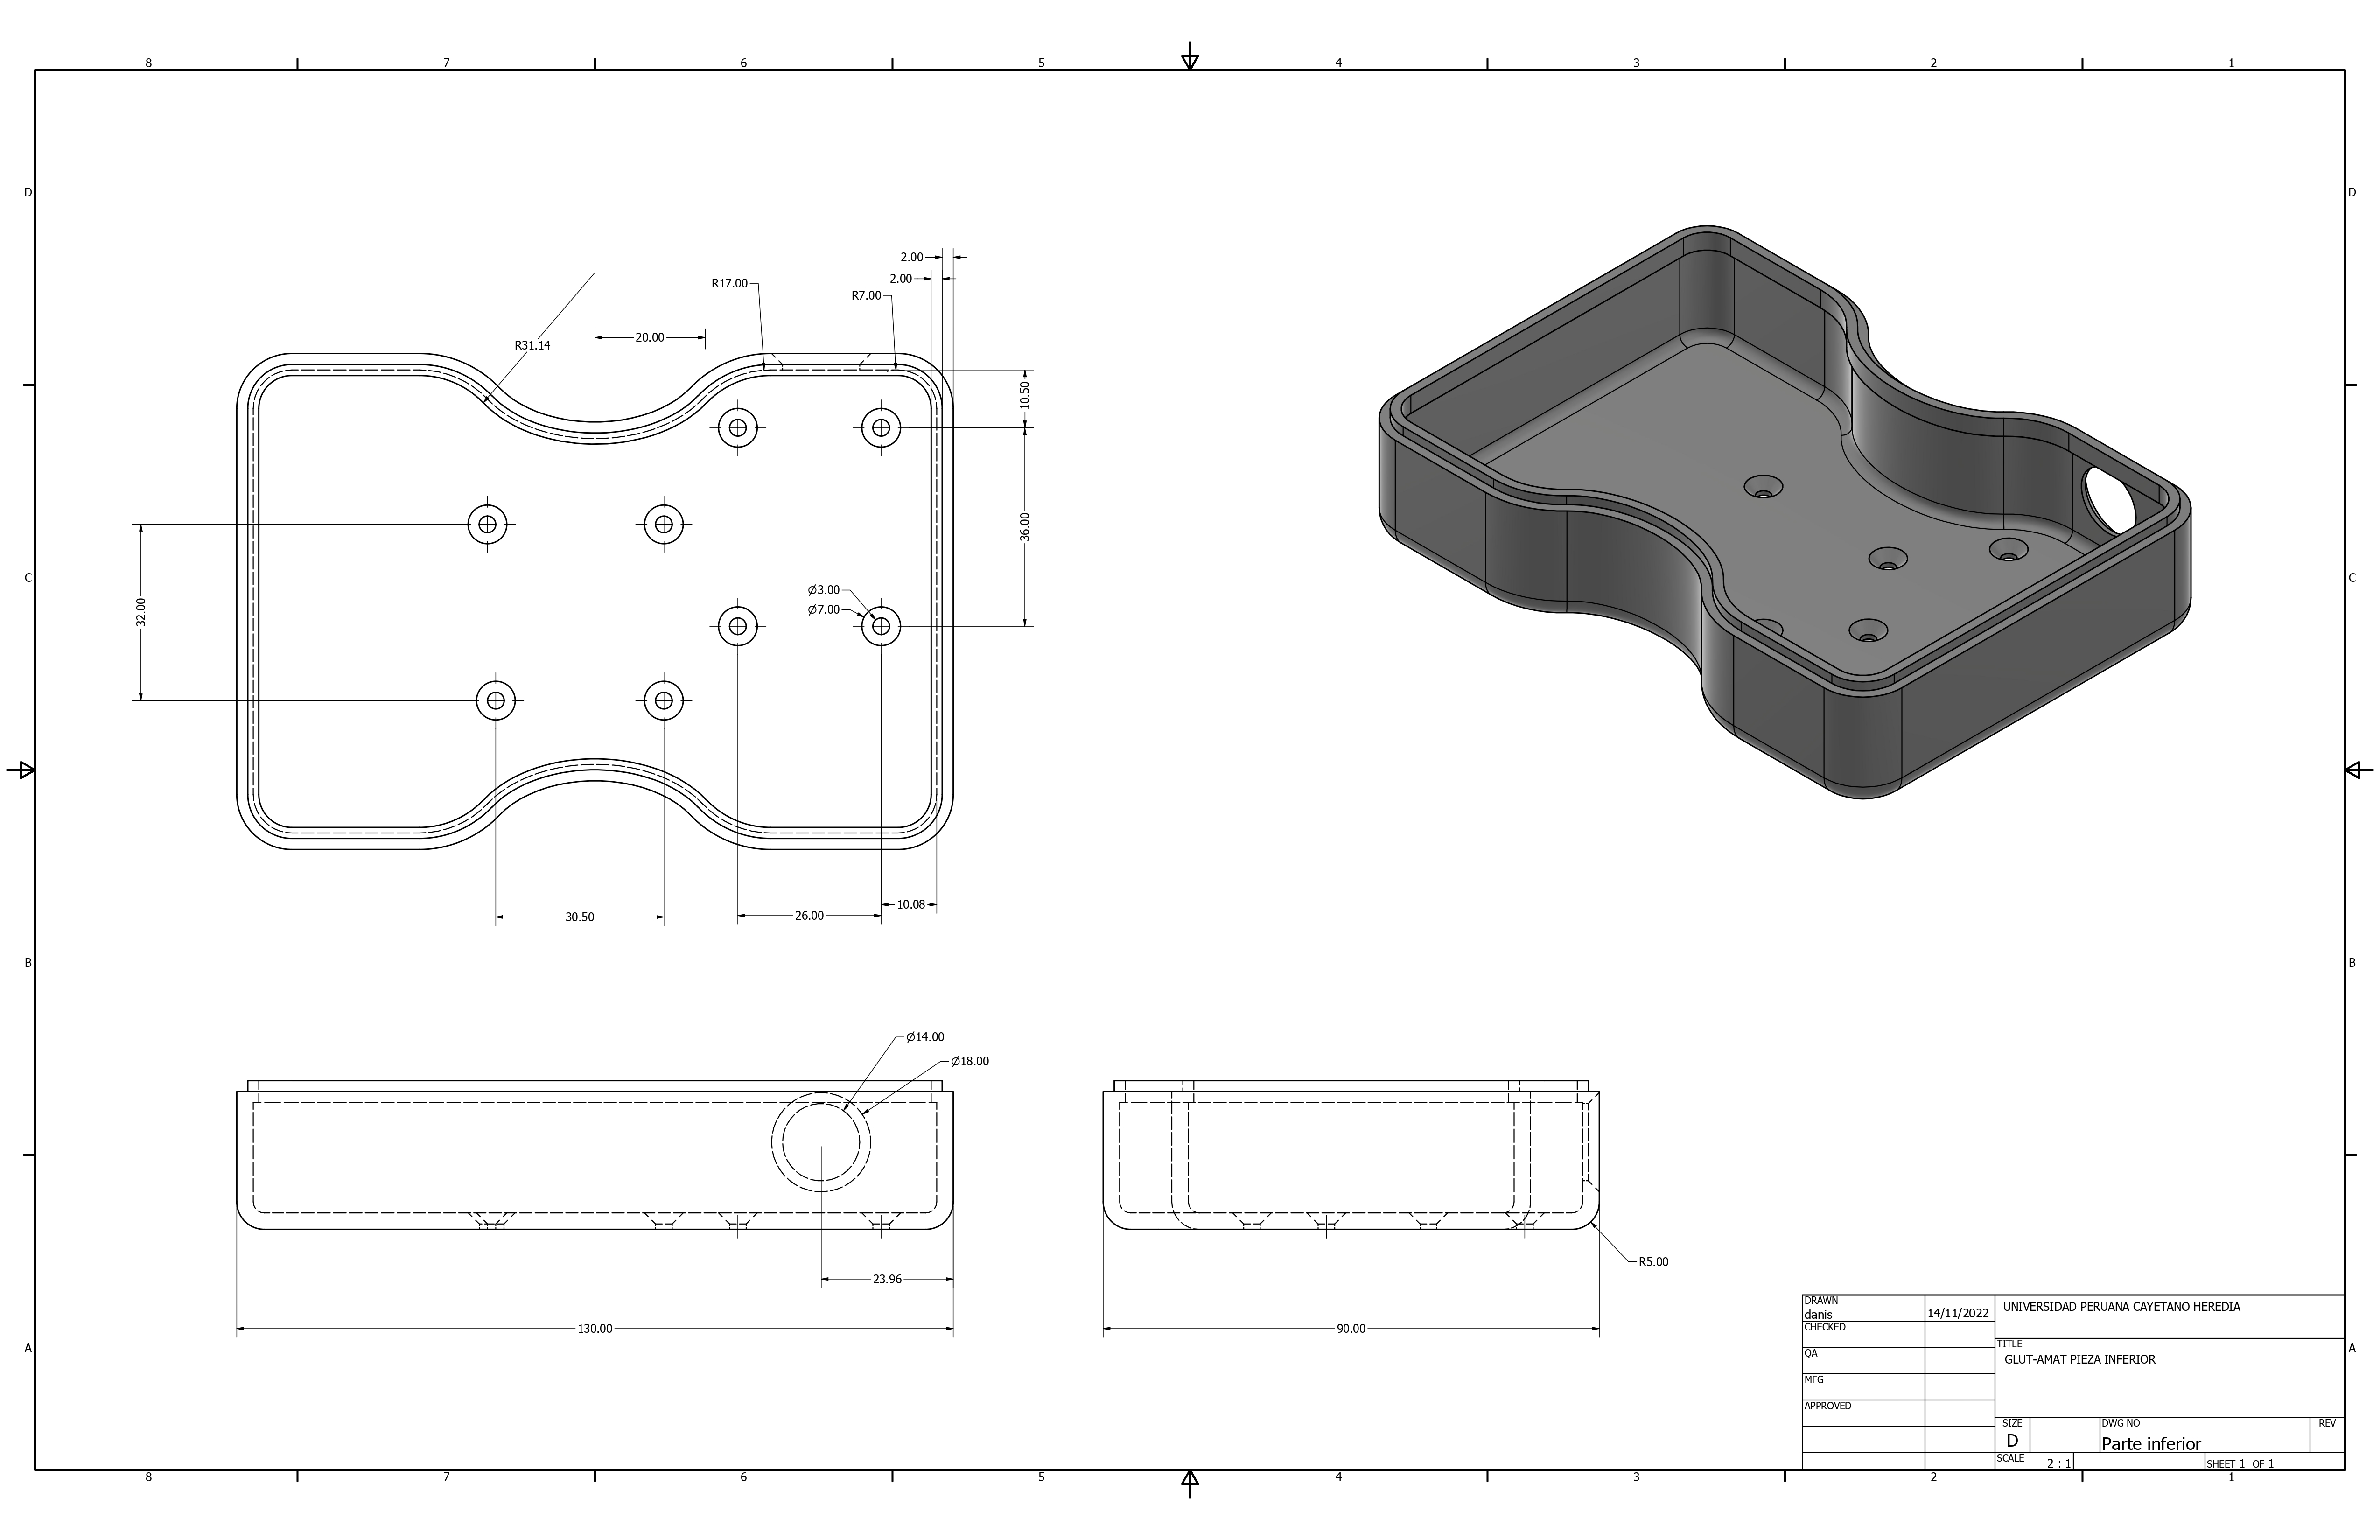 8 7 6 5 4 3 2 1
D D
2.00
2.00
R17.00
R7.00
20.00
R31.14
10.50
36.00
32.00
⌀3.00
⌀7.00
C C
10.08
30.50
26.00
B B
⌀14.00
⌀18.00
R5.00
23.96
130.00
90.00
A A
DRAWN
danis 14/11/2022
UNIVERSIDAD PERUANA CAYETANO HEREDIA
CHECKED
QA
MFG
APPROVED
TITLE
GLUT-AMAT PIEZA INFERIOR
SIZE
D
DWG NO
Parte inferior
REV
SCALE
2 : 1
SHEET 1 OF 1
8 7 6 5 4 3 2 1